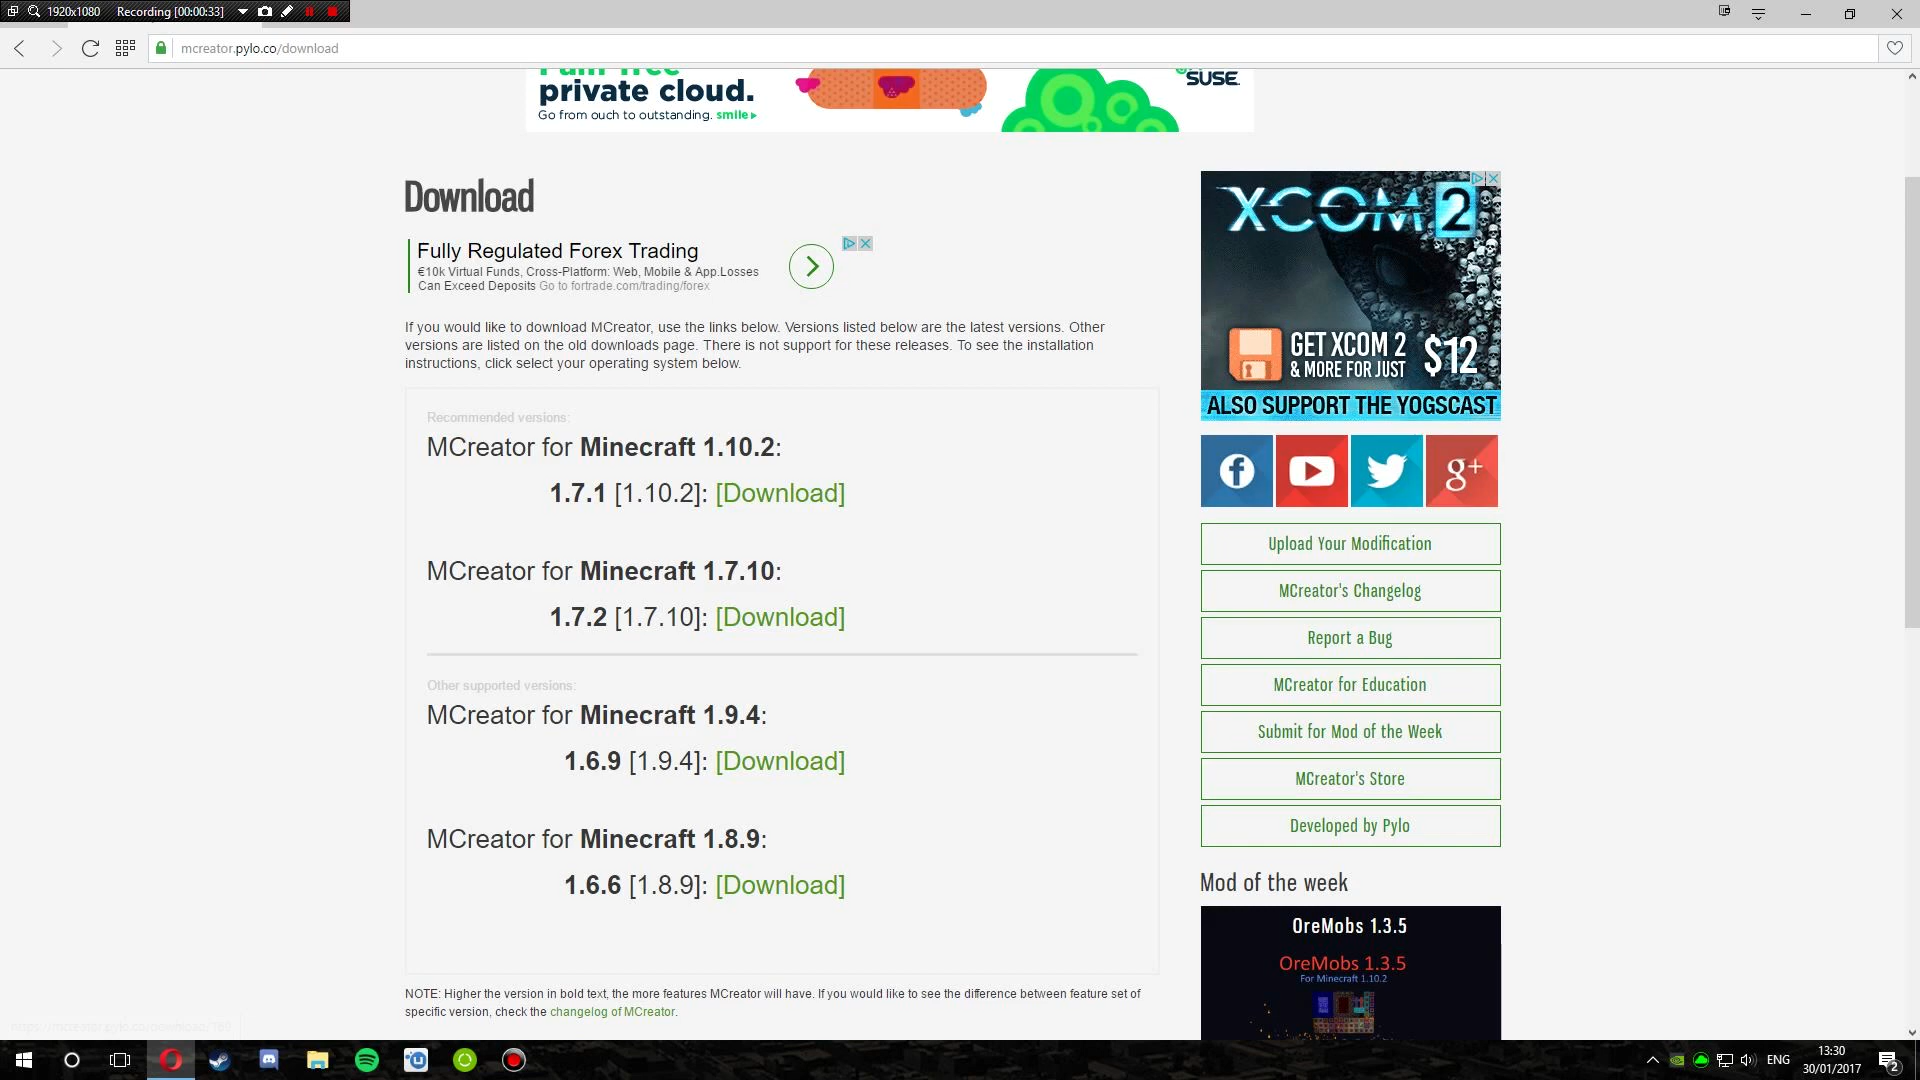 1920x1080 Recording [00:00:33]
mcreator.pylo.co/download
private cloud.
Go from ouch to outstanding. smile
SUSE.
Download
Fully Regulated Forex Trading
€10k Virtual Funds, Cross-Platform: Web, Mobile & App.Losses
Can Exceed Deposits Go to fortrade.com/trading/forex
If you would like to download MCreator, use the links below. Versions listed below are the latest versions. Other
versions are listed on the old downloads page. There is not support for these releases. To see the installation
instructions, click select your operating system below.
Recommended versions:
MCreator for Minecraft 1.10.2:
1.7.1 [1.10.2]: [Download]
MCreator for Minecraft 1.7.10:
1.7.2 [1.7.10]: [Download]
Other supported versions:
MCreator for Minecraft 1.9.4:
1.6.9 [1.9.4]: [Download]
MCreator for Minecraft 1.8.9:
1.6.6 [1.8.9]: [Download]
NOTE: Higher the version in bold text, the more features MCreator will have. If you would like to see the difference between feature set of
specific version, check the changelog of MCreator.
XCOM 2
GET XCOM 2
& MORE FOR JUST
$12
ALSO SUPPORT THE YOGSCAST
Upload Your Modification
MCreator's Changelog
Report a Bug
MCreator for Education
Submit for Mod of the Week
MCreator's Store
Developed by Pylo
Mod of the week
OreMobs 1.3.5
OreMobs 1.3.5
For Minecraft 1.10.2
https://mcreator.pylo.co/download/169
ENG
13:30
30/01/2017
2